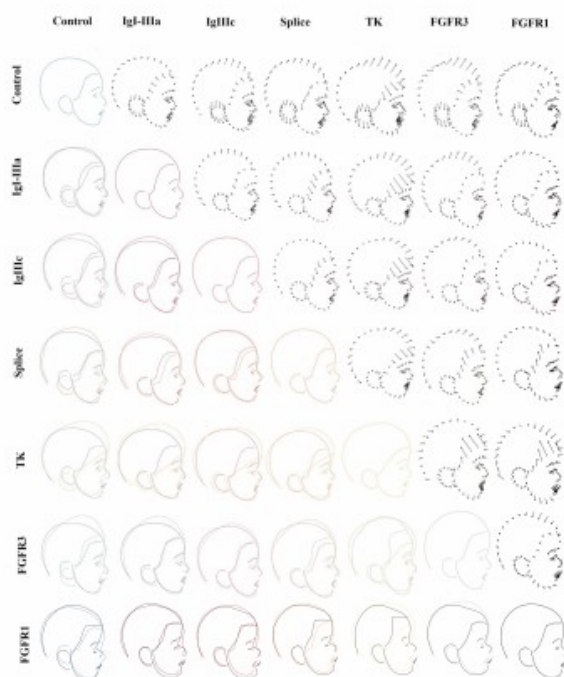 Control IgI-IIIa IgIIIc Splice TK FGFR3 FGFR1
Control
IgI-IIIa
IgIIIc
Splice
TK
FGFR3
FGFR1